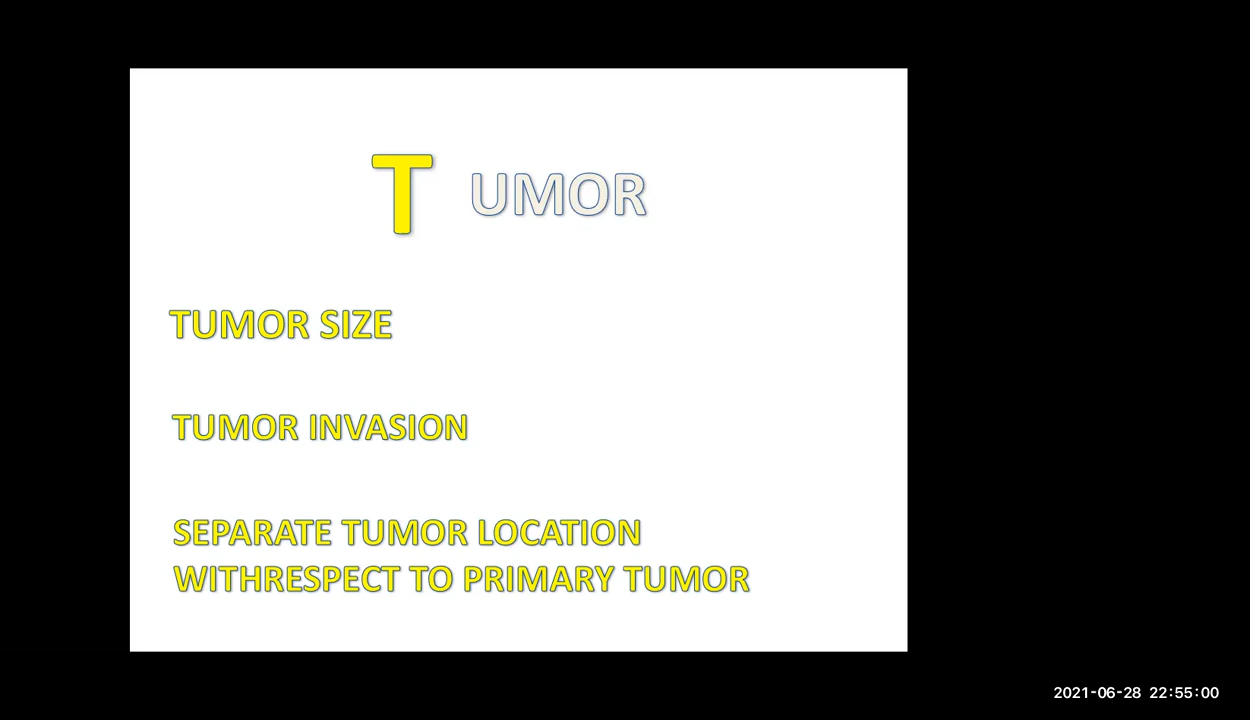 T UMOR
TUMOR SIZE
TUMOR INVASION
SEPARATE TUMOR LOCATION
WITHRESPECT TO PRIMARY TUMOR
2021-06-28 22:55:00